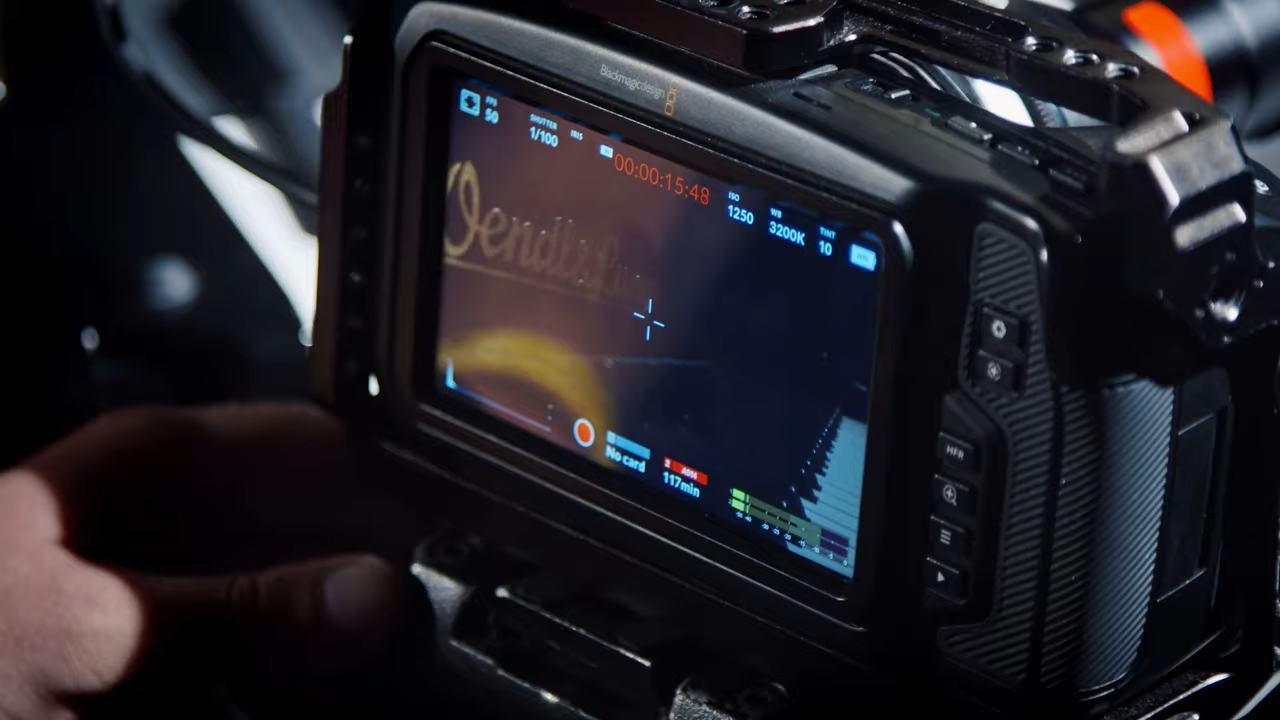 Blackmagicdesign
FPS
50
SHUTTER
1/100
IRIS
00:00:15:48
ISO
1250
WB
3200K
TINT
10
No card
2
A014
117min
HFR